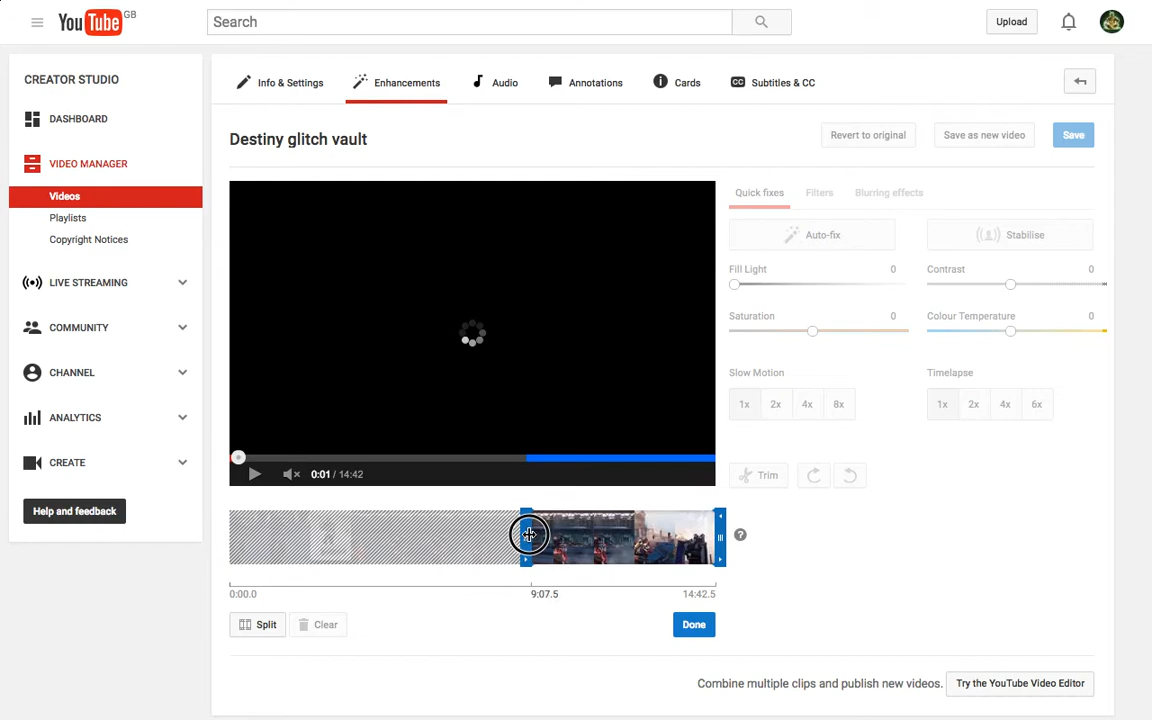 YouTube GB
Search
Upload
CREATOR STUDIO
DASHBOARD
VIDEO MANAGER
Videos
Playlists
Copyright Notices
LIVE STREAMING
COMMUNITY
CHANNEL
ANALYTICS
CREATE
Help and feedback
Info & Settings
Enhancements
Audio
Annotations
Cards
CC Subtitles & CC
Destiny glitch vault
Revert to original
Save as new video
Save
Quick fixes
Filters
Blurring effects
Auto-fix
Stabilise
Fill Light 0
Contrast 0
Saturation 0
Colour Temperature 0
Slow Motion
1x 2x 4x 8x
Timelapse
1x 2x 4x 6x
Trim
0:01 / 14:42
?
0:00.0 9:07.5 14:42.5
Split
Clear
Done
Combine multiple clips and publish new videos.
Try the YouTube Video Editor